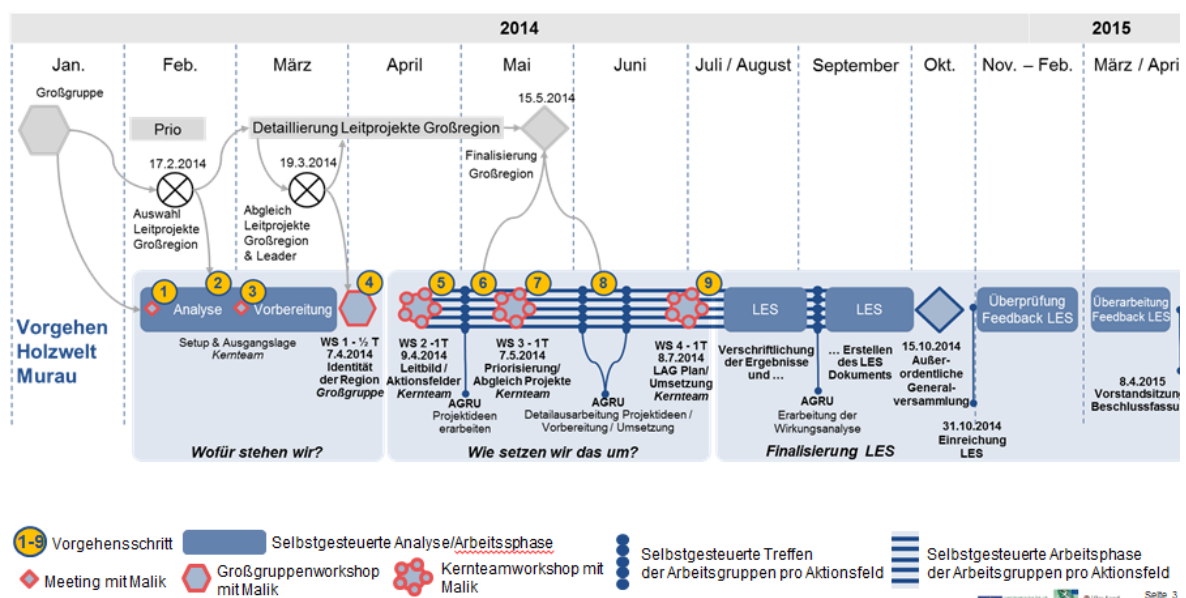 2014
2015
Jan.
Feb.
März
April
Mai
Juni
Juli / August
September
Okt.
Nov. – Feb.
März / April
Großgruppe
Prio
Detaillierung Leitprojekte Großregion
15.5.2014
17.2.2014
19.3.2014
Finalisierung
Großregion
Auswahl
Leitprojekte
Großregion
Abgleich
Leitprojekte
Großregion
& Leader
Vorgehen
Holzwelt
Murau
1
2
3
4
5
6
7
8
9
Analyse
Vorbereitung
Setup & Ausgangslage
Kernteam
WS 1 - ½ T
7.4.2014
Identität
der Region
Großgruppe
WS 2 -1T
9.4.2014
Leitbild /
Aktionsfelder
Kernteam
AGRU
Projektideen
erarbeiten
WS 3 - 1T
7.5.2014
Priorisierung/
Abgleich Projekte
Kernteam
AGRU
Detailausarbeitung Projektideen /
Vorbereitung / Umsetzung
WS 4 - 1T
8.7.2014
LAG Plan/
Umsetzung
Kernteam
LES
Verschriftlichung
der Ergebnisse
und ...
AGRU
Erarbeitung der
Wirkungsanalyse
LES
... Erstellen
des LES
Dokuments
15.10.2014
Außer-
ordentliche
General-
versammlung
31.10.2014
Einreichung
LES
Überprüfung
Feedback LES
Überarbeitung
Feedback LES
8.4.2015
Vorstandsitzung
Beschlussfassu
Wofür stehen wir?
Wie setzen wir das um?
Finalisierung LES
1-9
Vorgehensschritt
Selbstgesteuerte Analyse/Arbeitsphase
Meeting mit Malik
Großgruppenworkshop
mit Malik
Kernteamworkshop mit
Malik
Selbstgesteuerte Treffen
der Arbeitsgruppen pro Aktionsfeld
Selbstgesteuerte Arbeitsphase
der Arbeitsgruppen pro Aktionsfeld
Seite 3